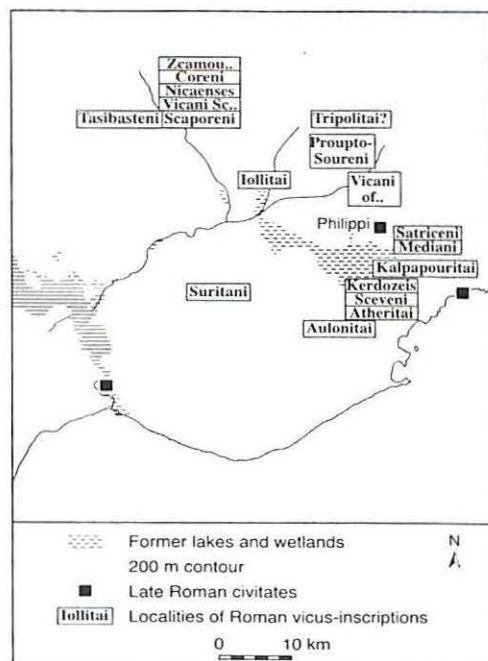 Zcamou..
Coreni
Nicaenses
Vicani Sc..
Tasibasteni Scaporeni
Tripolitai?
Proupto-
Soureni
Iollitai
Vicani
of..
Philippi
Satriceni
Mediani
Kalpapouritai
Suritani
Kerdozeis
Sceveni
Atheritai
Aulonitai
Former lakes and wetlands
N
200 m contour
Late Roman civitates
Iollitai Localities of Roman vicus-inscriptions
0 10 km